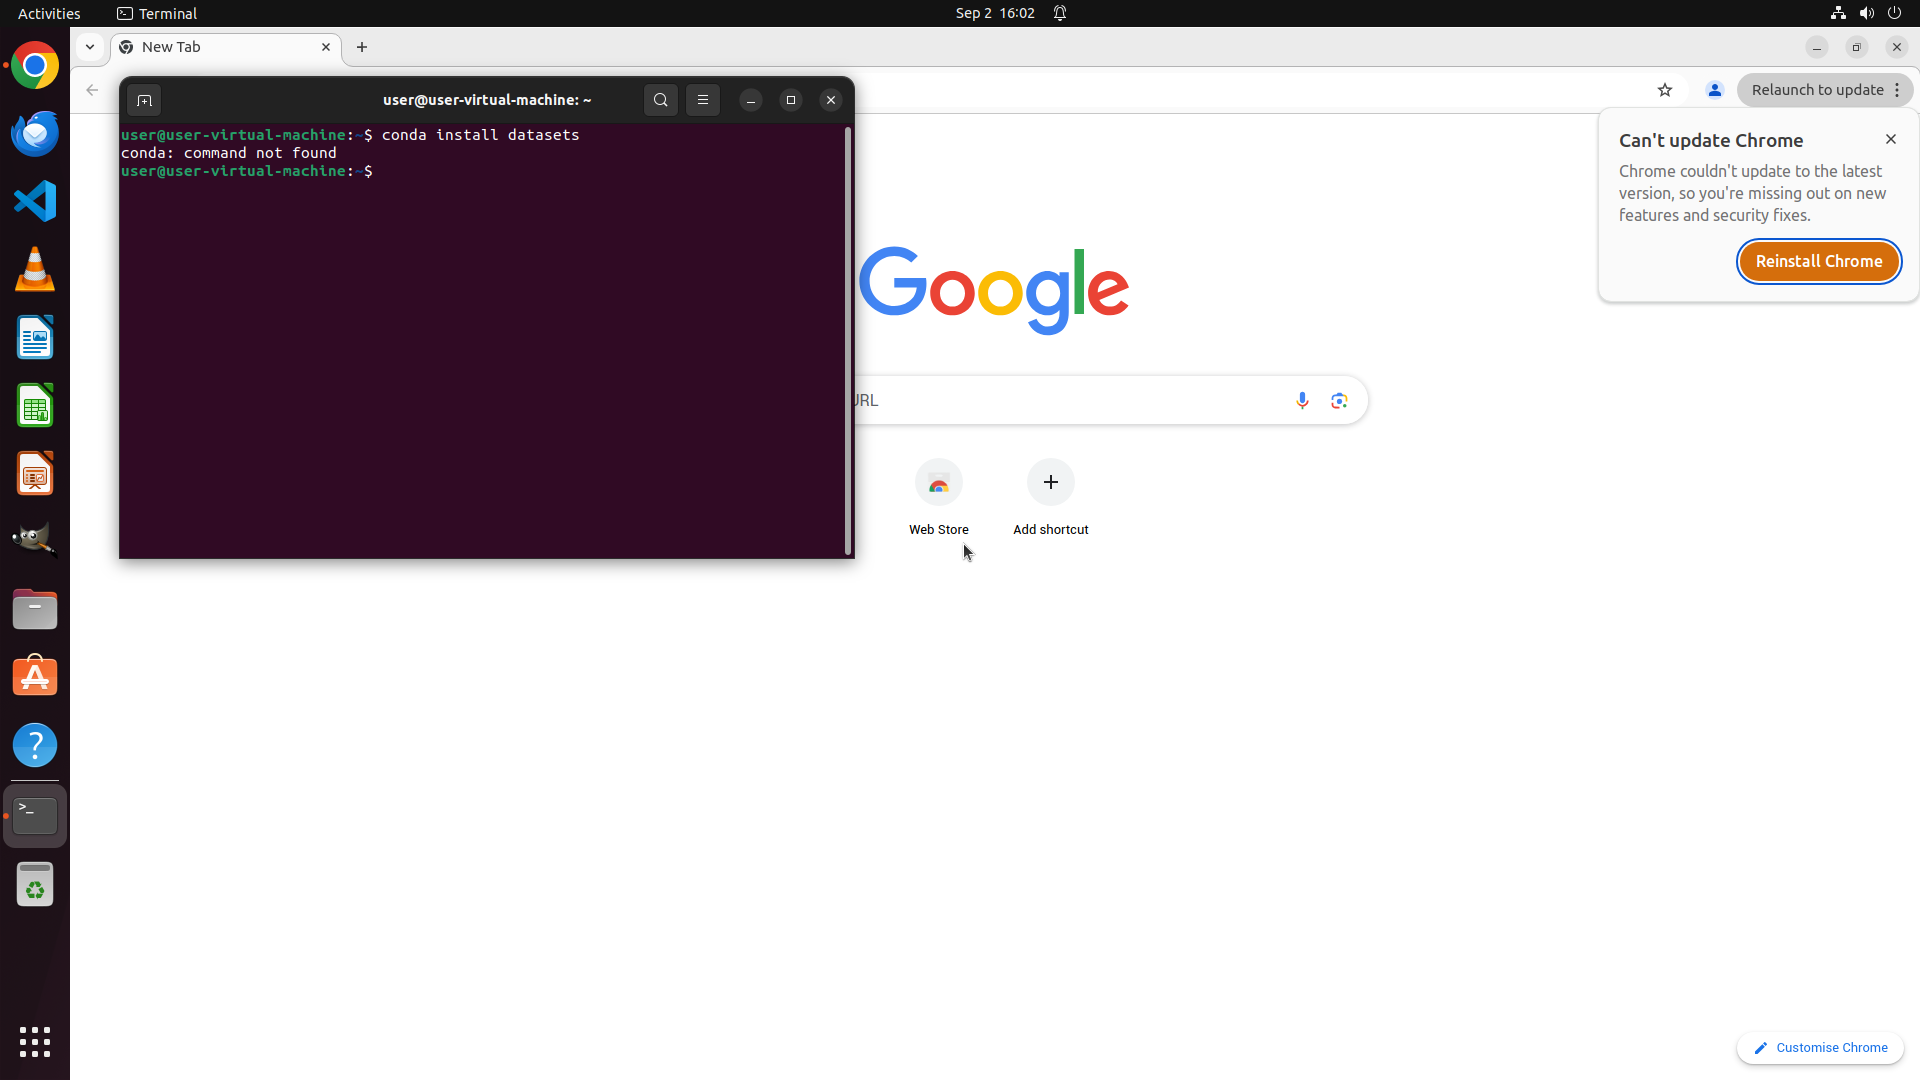 Activities
Terminal
Sep 2 16:02
New Tab
Relaunch to update
user@user-virtual-machine: ~
user@user-virtual-machine:~$ conda install datasets
conda: command not found
user@user-virtual-machine:~$
Can't update Chrome
Chrome couldn't update to the latest
version, so you're missing out on new
features and security fixes.
Reinstall Chrome
Google
URL
Web Store
Add shortcut
Customise Chrome